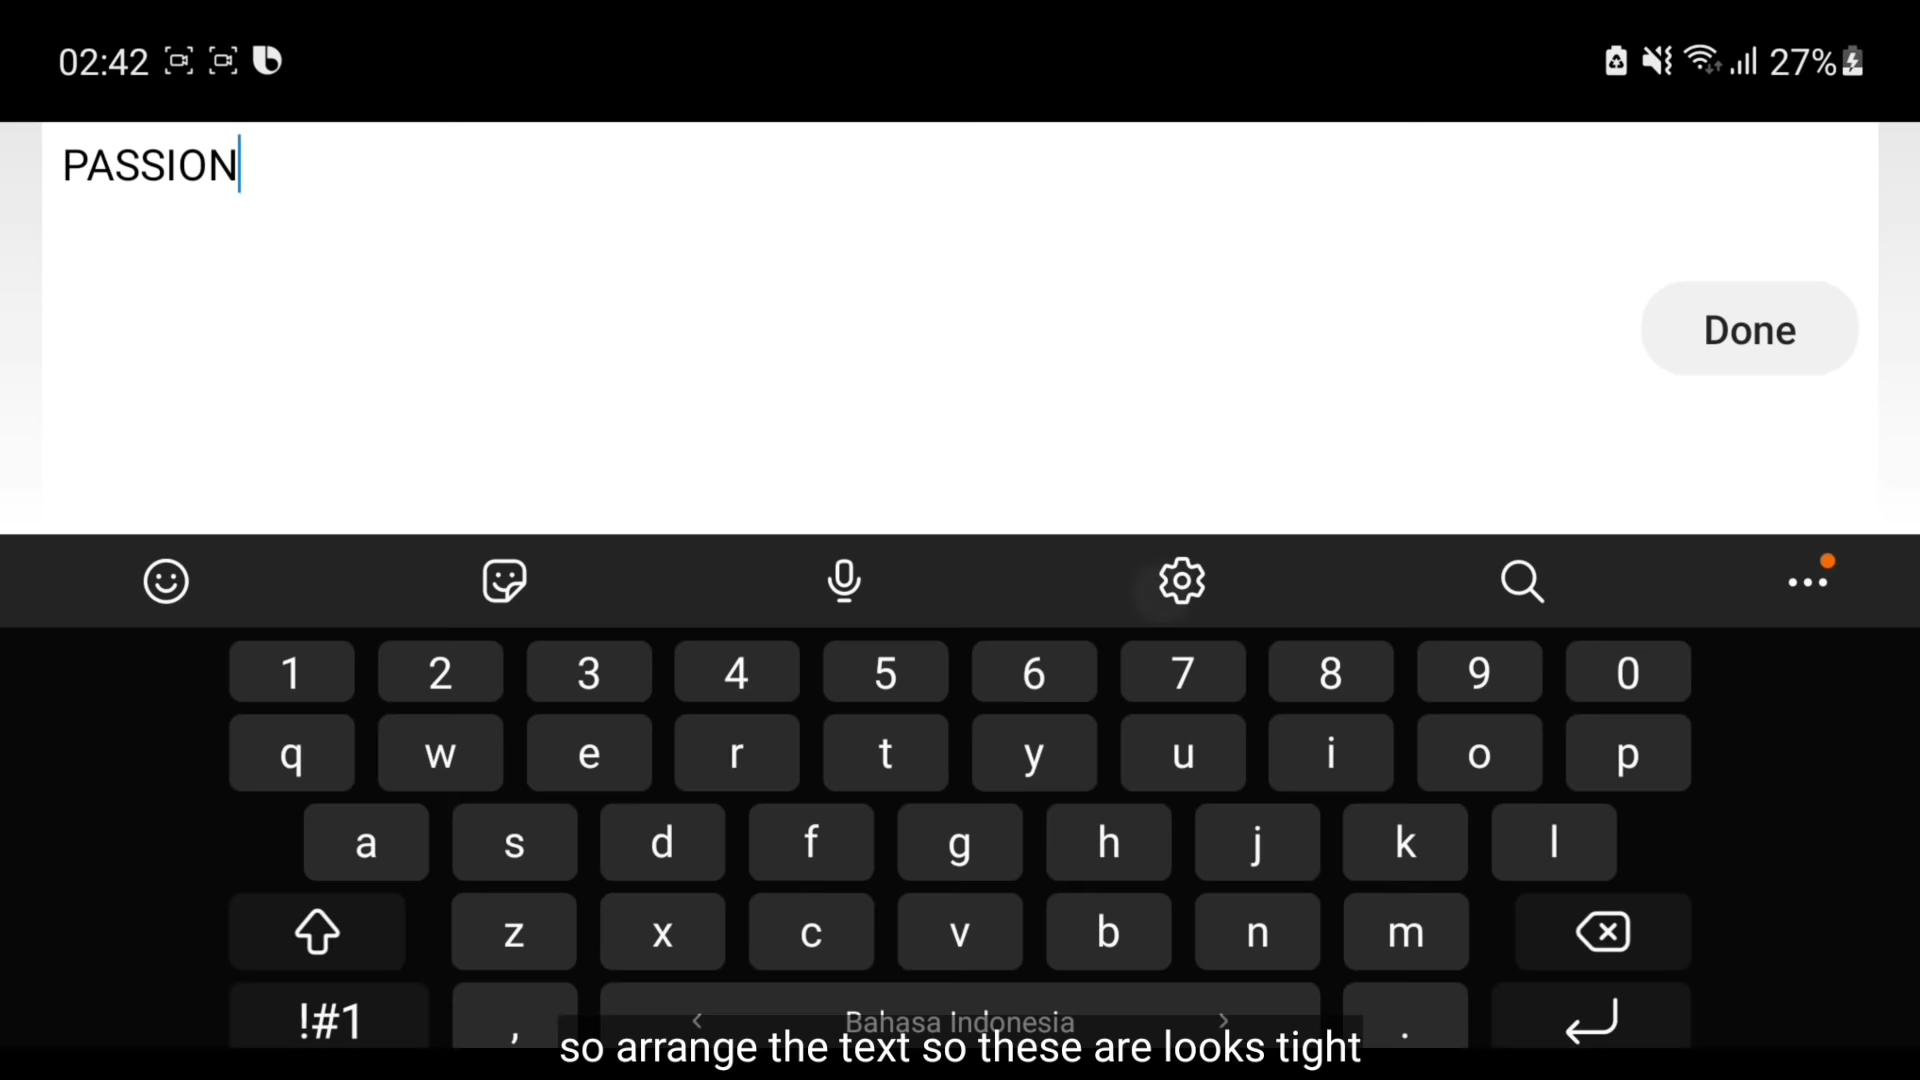 02:42
27%
PASSION
Done
1 2 3 4 5 6 7 8 9 0
q w e r t y u i o p
a s d f g h j k l
z x c v b n m
!#1 , < Bahasa Indonesia > .
so arrange the text so these are looks tight